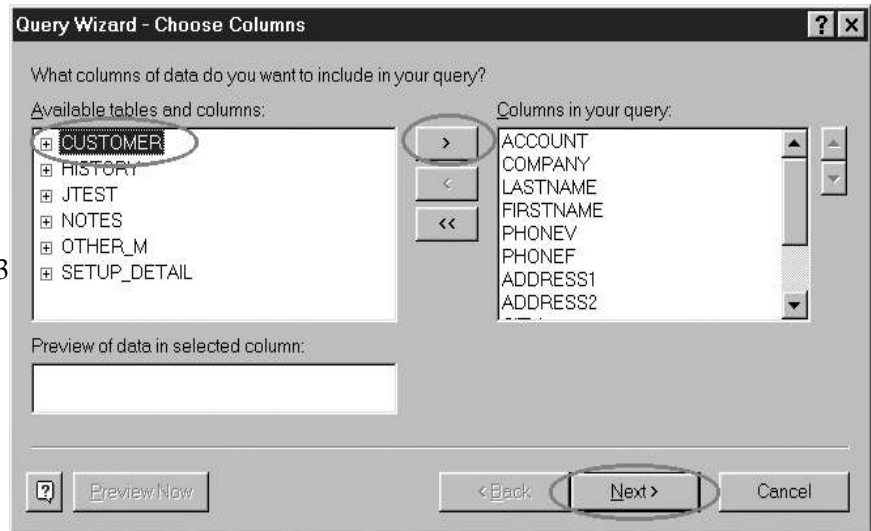 Query Wizard - Choose Columns
? ×
What columns of data do you want to include in your query?
Available tables and columns:
CUSTOMER
HISTORY
JTEST
NOTES
OTHER_M
SETUP_DETAIL
3
>
<
<<
Columns in your query:
ACCOUNT
COMPANY
LASTNAME
FIRSTNAME
PHONEV
PHONEF
ADDRESS1
ADDRESS2
Preview of data in selected column:
? Preview Now < Back Next > Cancel